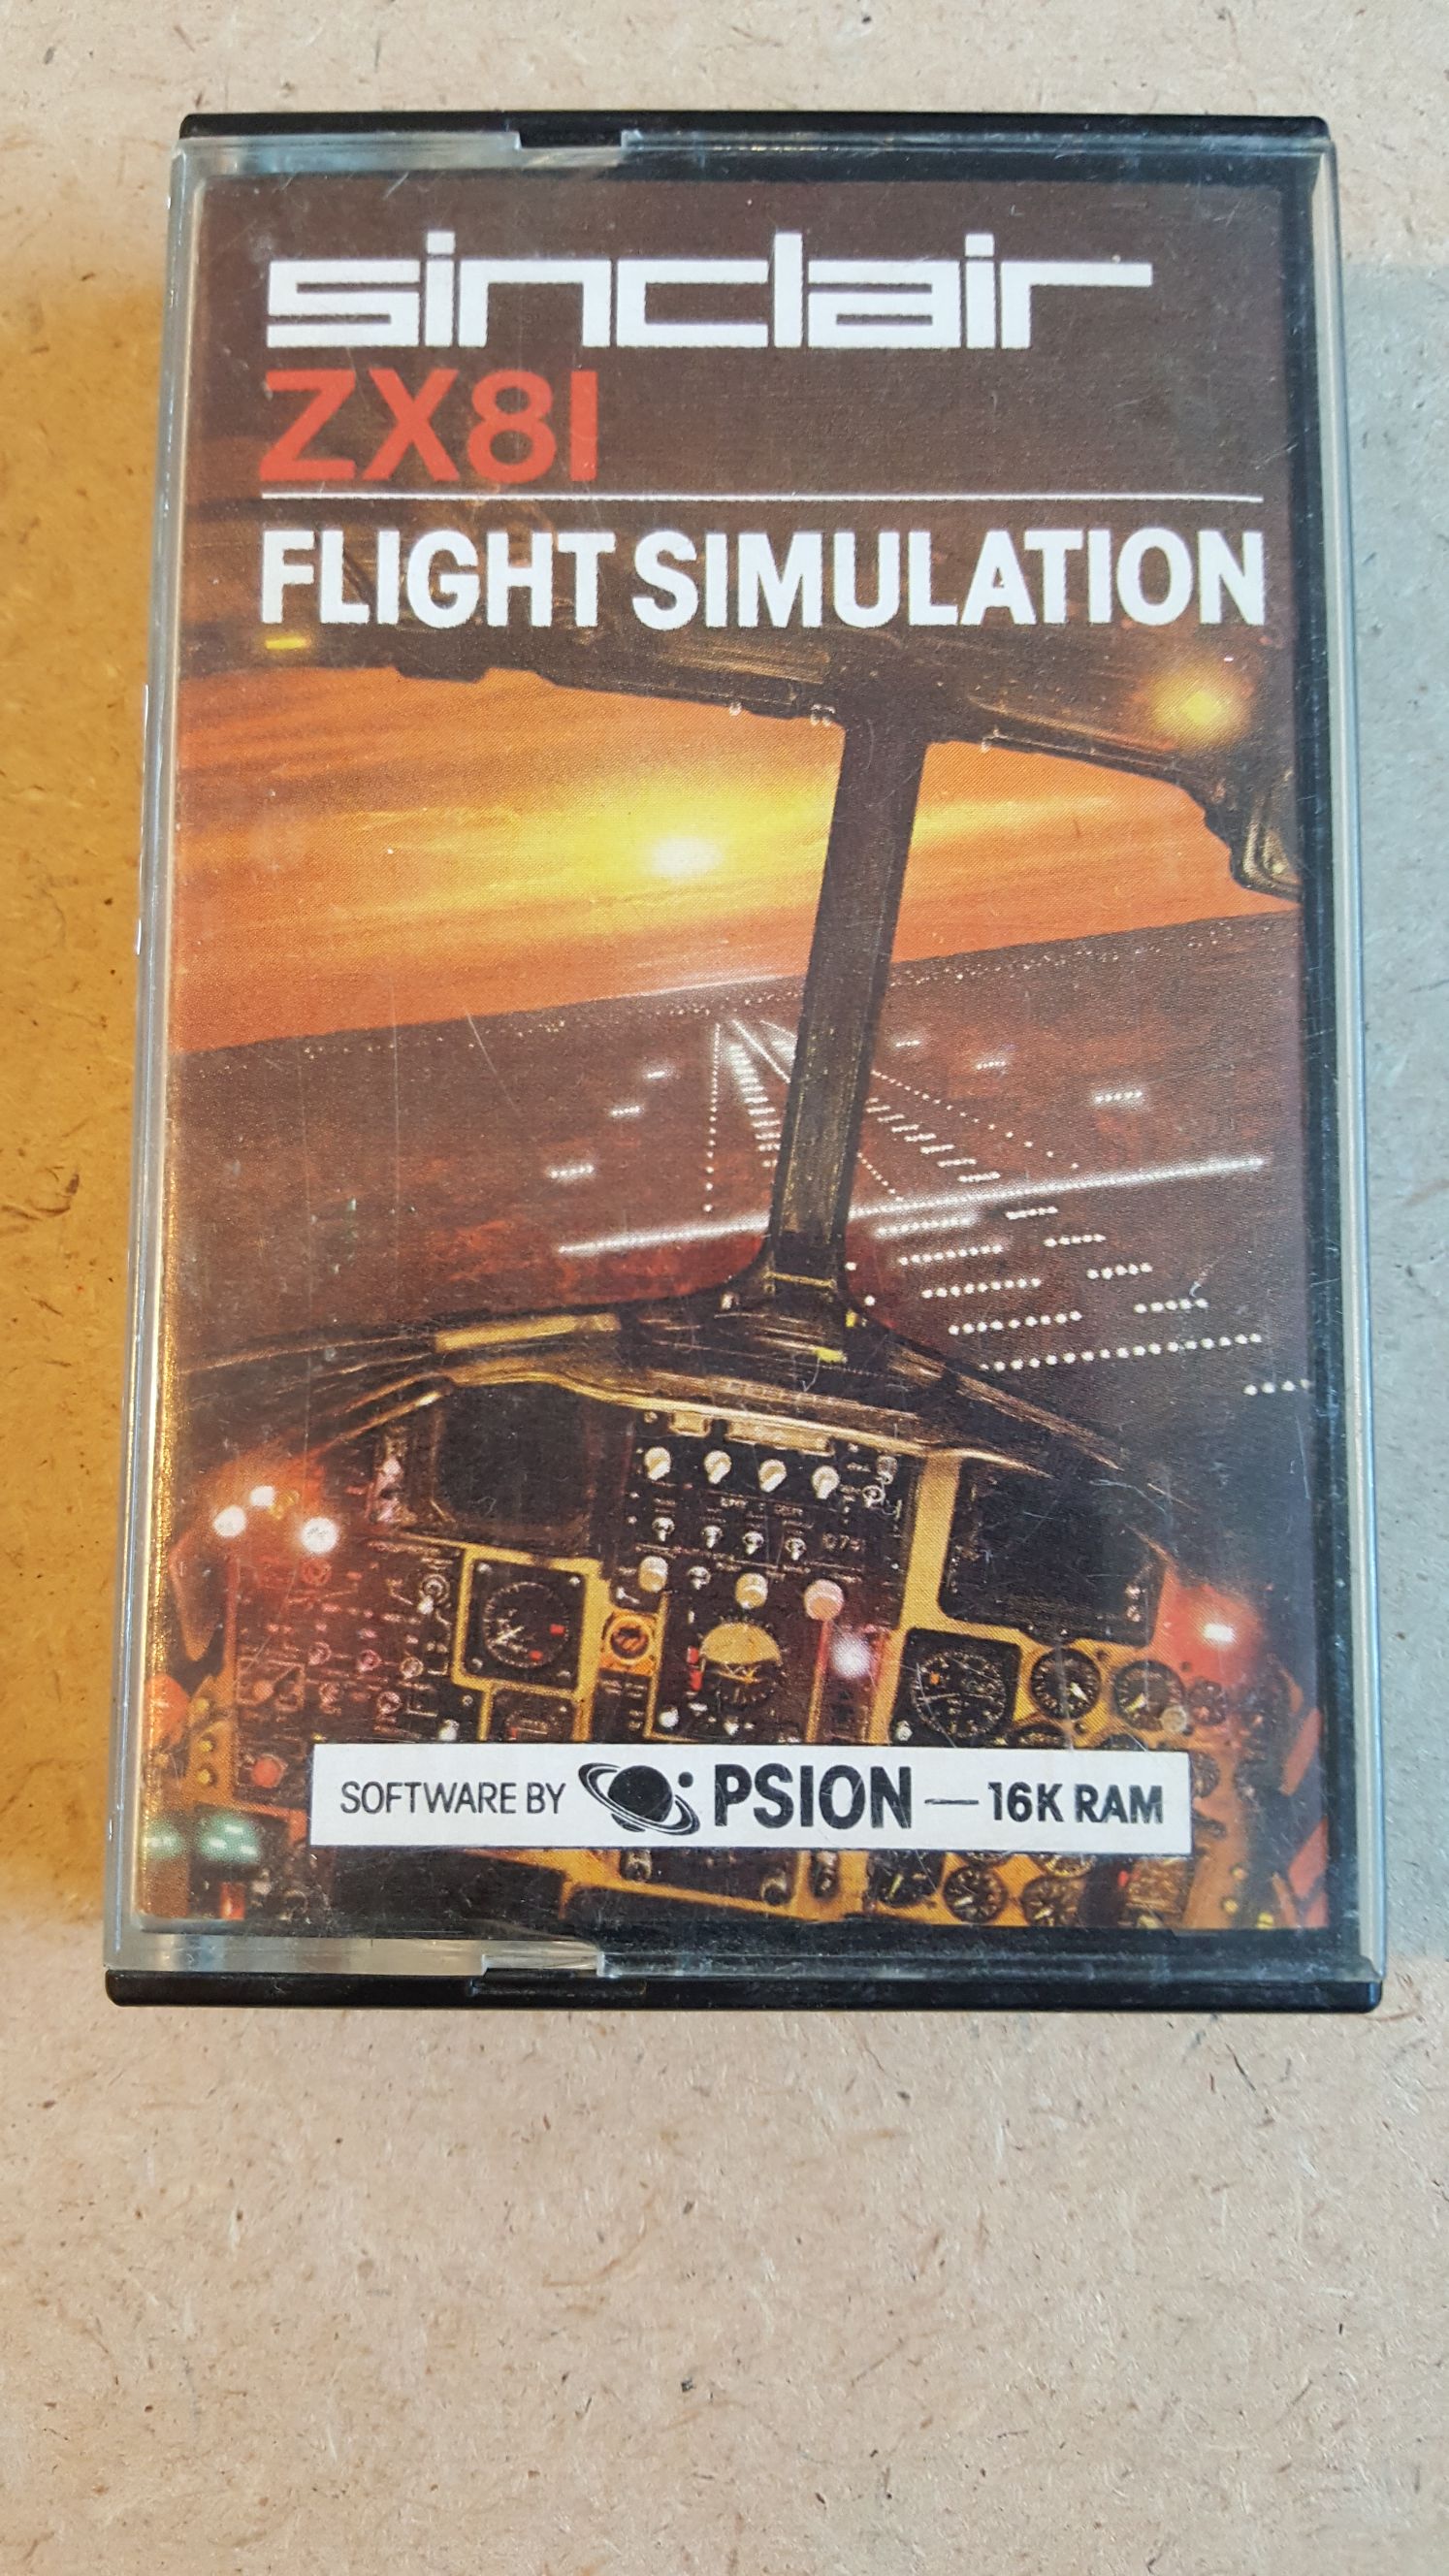 sinclair
ZX81
FLIGHT SIMULATION
SOFTWARE BY PSION — 16K RAM